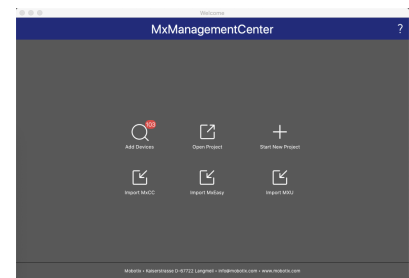 Welcome
MxManagementCenter ?
103
Add Devices Open Project Start New Project
Import MxCC Import MxEasy Import MXU
Mobotix • Kaiserstrasse D-67722 Langmeil • info@mobotix.com • www.mobotix.com